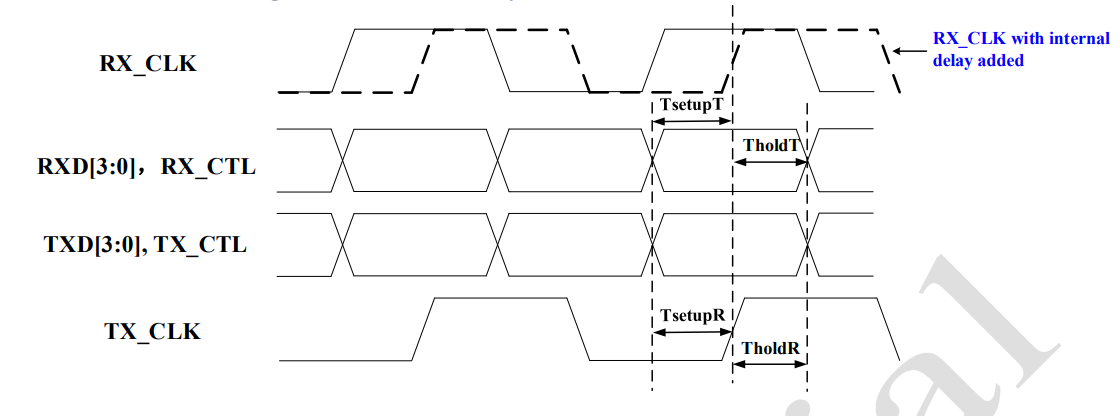 RX_CLK
RX_CLK with internal
delay added
TsetupT
TholdT
RXD[3:0]，RX_CTL
TXD[3:0], TX_CTL
TsetupR
TX_CLK
TholdR
ial